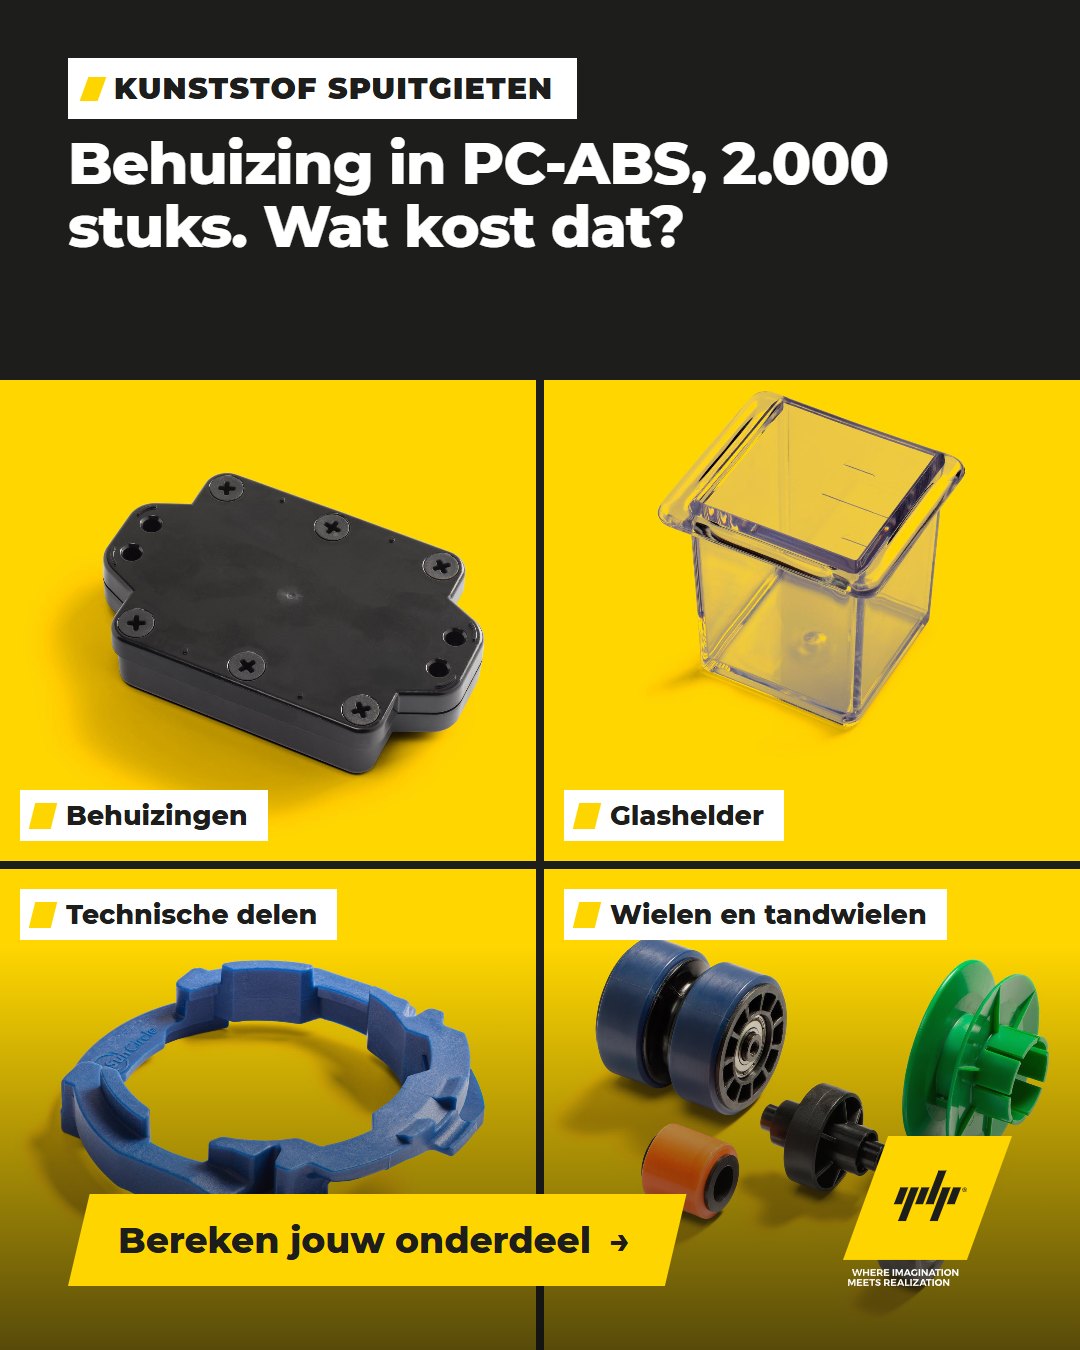 KUNSTSTOF SPUITGIETEN
Behuizing in PC-ABS, 2.000
stuks. Wat kost dat?
Behuizingen
Glashelder
Technische delen
Wielen en tandwielen
Bereken jouw onderdeel →
WHERE IMAGINATION
MEETS REALIZATION